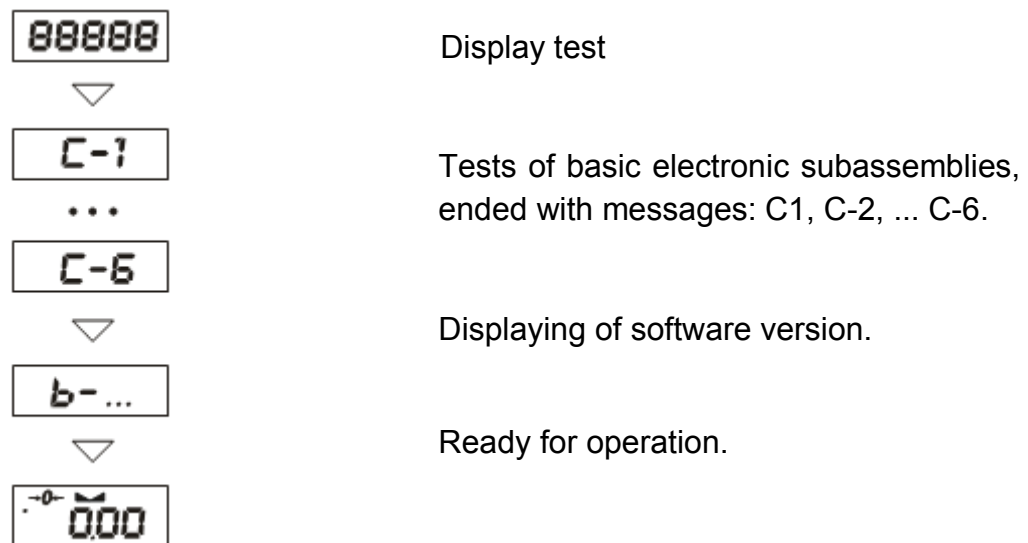 88888
Display test
C-1
Tests of basic electronic subassemblies,
...
ended with messages: C1, C-2, ... C-6.
C-6
Displaying of software version.
b-...
Ready for operation.
→0← 0.00